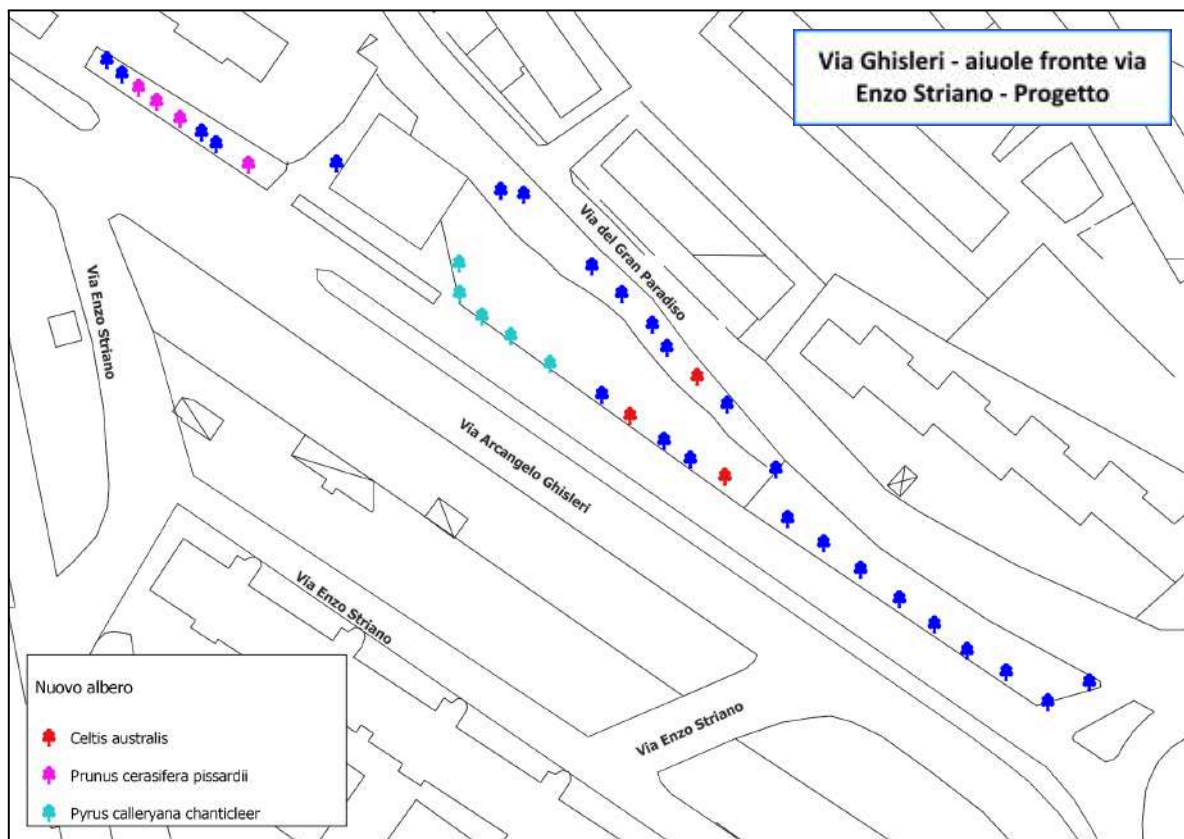 Via Ghisleri - aiuole fronte via
Enzo Striano - Progetto
Via del Gran Paradiso
Via Enzo Striano
Via Arcangelo Ghisleri
Via Enzo Striano
Via Enzo Striano
Nuovo albero
Celtis australis
Prunus cerasifera pissardii
Pyrus calleryana chanticleer